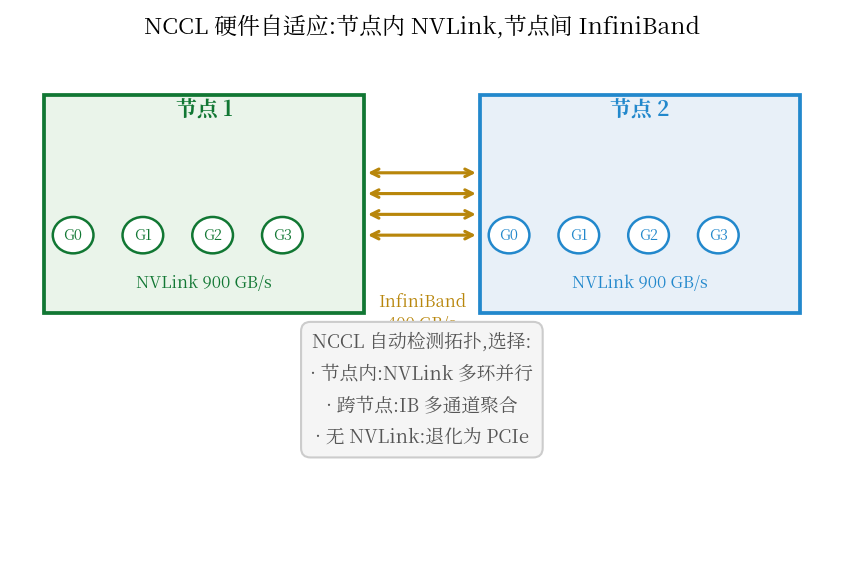 NCCL 硬件自适应:节点内 NVLink,节点间 InfiniBand
节点 1
节点 2
G0
G1
G2
G3
G0
G1
G2
G3
NVLink 900 GB/s
NVLink 900 GB/s
InfiniBand
400 GB/s
NCCL 自动检测拓扑,选择:
· 节点内:NVLink 多环并行
· 跨节点:IB 多通道聚合
· 无 NVLink:退化为 PCIe